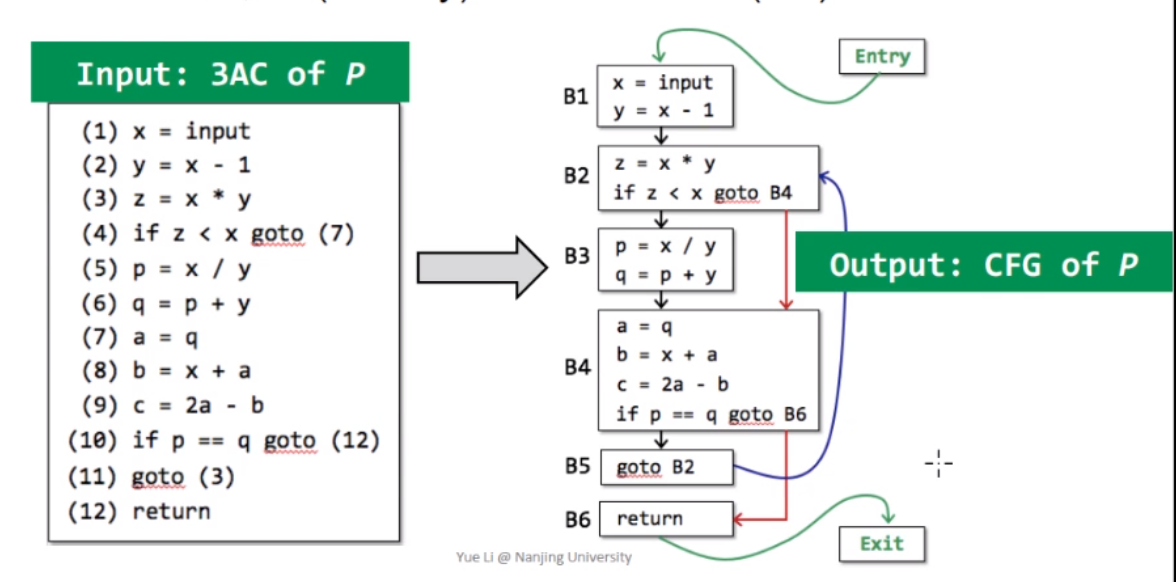 Input: 3AC of P
(1) x = input
(2) y = x - 1
(3) z = x * y
(4) if z < x goto (7)
(5) p = x / y
(6) q = p + y
(7) a = q
(8) b = x + a
(9) c = 2a - b
(10) if p == q goto (12)
(11) goto (3)
(12) return
Entry
B1
x = input
y = x - 1
B2
z = x * y
if z < x goto B4
B3
p = x / y
q = p + y
Output: CFG of P
B4
a = q
b = x + a
c = 2a - b
if p == q goto B6
B5
goto B2
B6
return
Exit
Yue Li @ Nanjing University